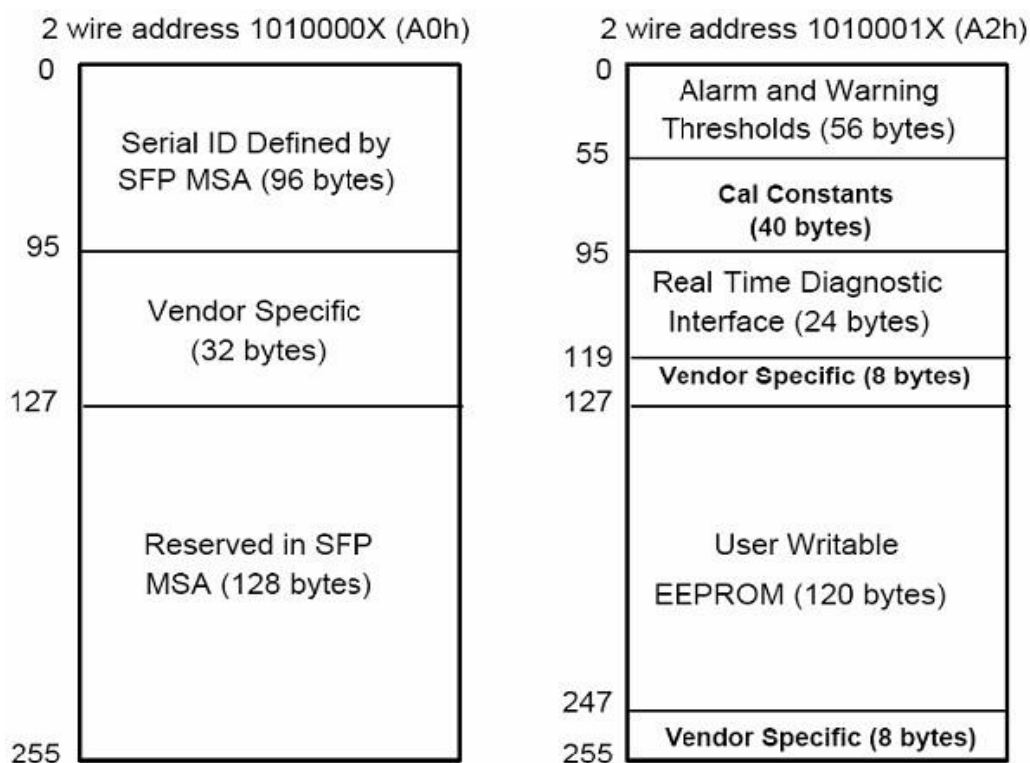 2 wire address 1010000X (A0h)
0
Serial ID Defined by
SFP MSA (96 bytes)
95
Vendor Specific
(32 bytes)
127
Reserved in SFP
MSA (128 bytes)
255
2 wire address 1010001X (A2h)
0
Alarm and Warning
Thresholds (56 bytes)
55
Cal Constants
(40 bytes)
95
Real Time Diagnostic
Interface (24 bytes)
119
Vendor Specific (8 bytes)
127
User Writable
EEPROM (120 bytes)
247
Vendor Specific (8 bytes)
255